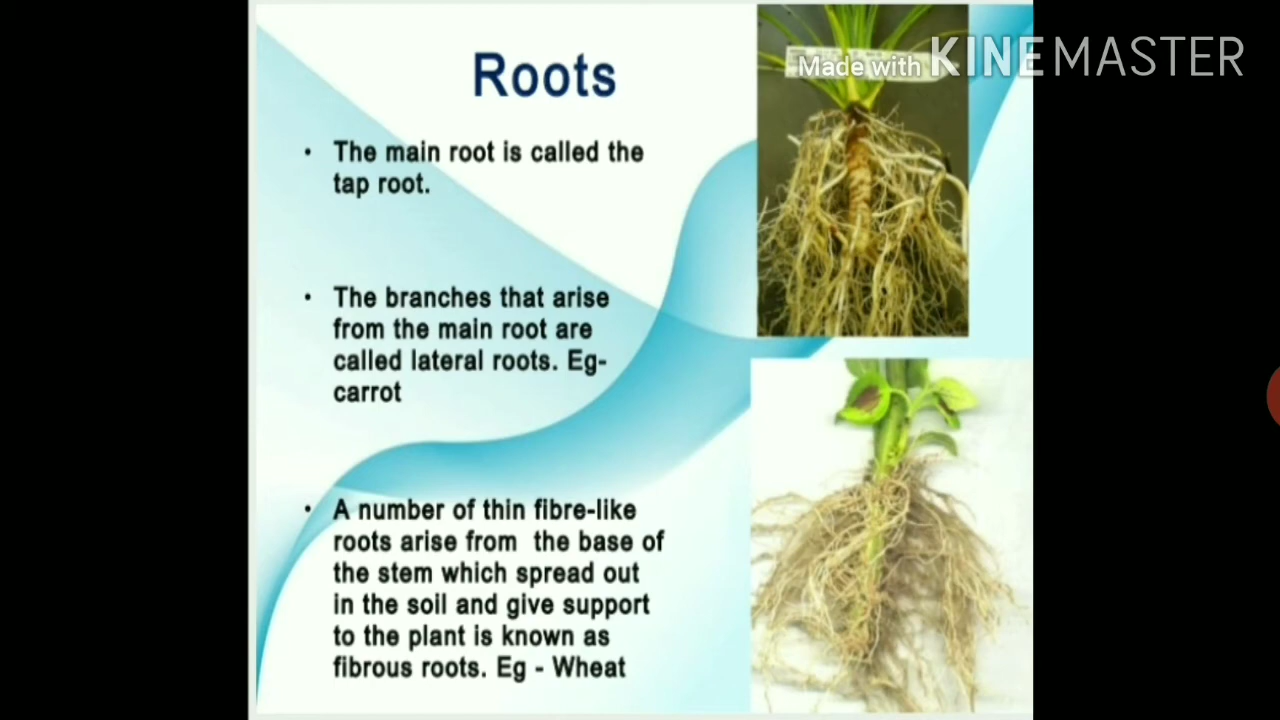 Made with KINEMASTER
Roots
• The main root is called the
tap root.
• The branches that arise
from the main root are
called lateral roots. Eg-
carrot
• A number of thin fibre-like
roots arise from the base of
the stem which spread out
in the soil and give support
to the plant is known as
fibrous roots. Eg - Wheat